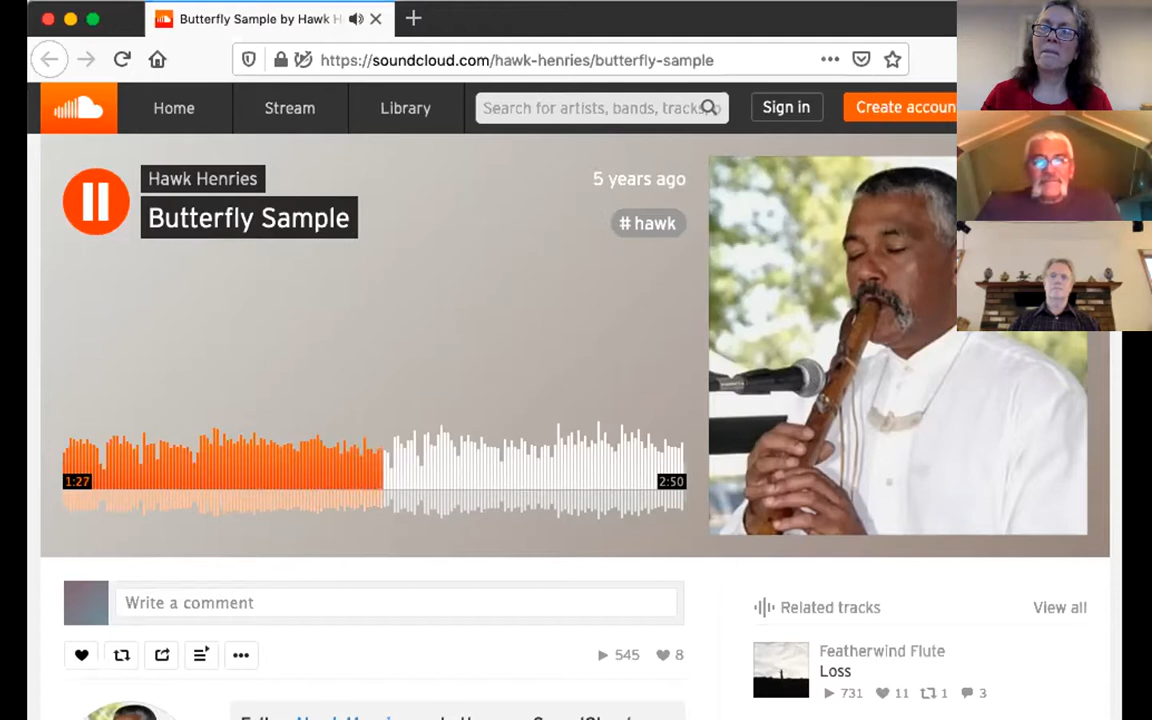 Butterfly Sample by Hawk H
https://soundcloud.com/hawk-henries/butterfly-sample
Home
Stream
Library
Search for artists, bands, tracks,
Sign in
Create accoun
Hawk Henries
5 years ago
Butterfly Sample
# hawk
1:27
2:50
Write a comment
Related tracks
View all
545
8
Featherwind Flute
Loss
731
11
1
3